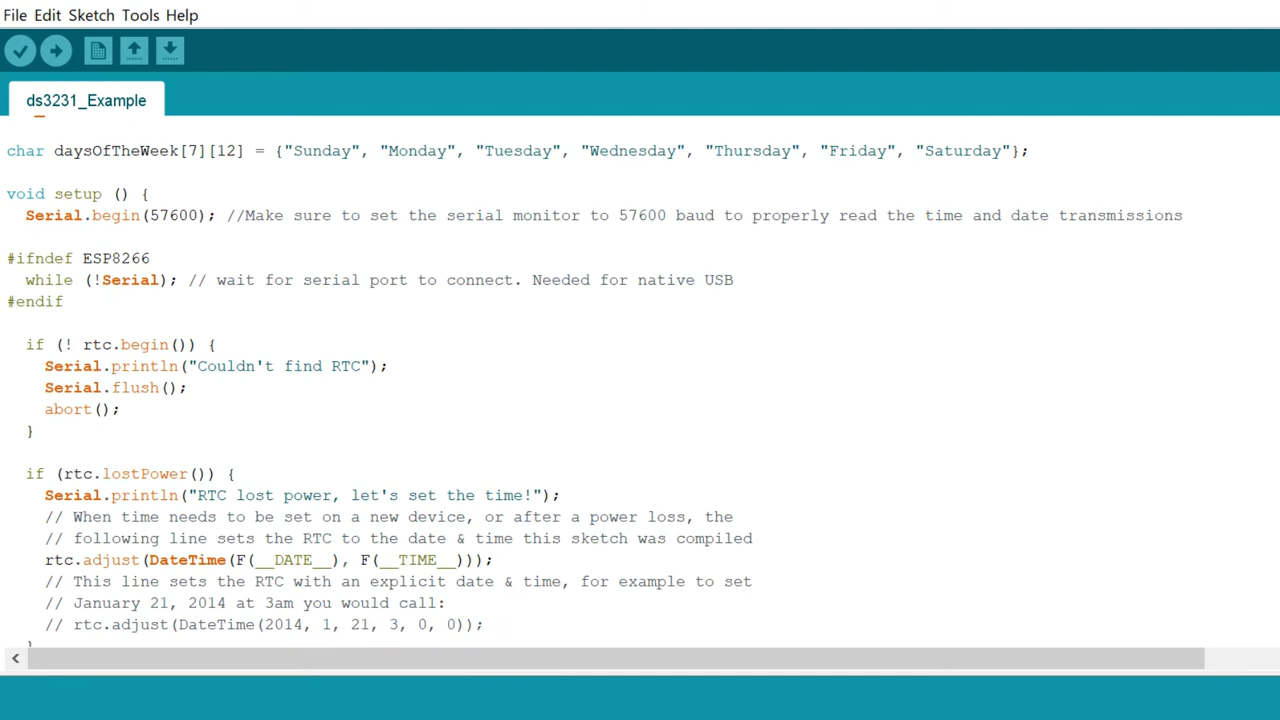 File Edit Sketch Tools Help
ds3231_Example
char daysOfTheWeek[7][12] = {"Sunday", "Monday", "Tuesday", "Wednesday", "Thursday", "Friday", "Saturday"};
void setup () {
Serial.begin(57600); //Make sure to set the serial monitor to 57600 baud to properly read the time and date transmissions
#ifndef ESP8266
while (!Serial); // wait for serial port to connect. Needed for native USB
#endif
if (! rtc.begin()) {
Serial.println("Couldn't find RTC");
Serial.flush();
abort();
}
if (rtc.lostPower()) {
Serial.println("RTC lost power, let's set the time!");
// When time needs to be set on a new device, or after a power loss, the
// following line sets the RTC to the date & time this sketch was compiled
rtc.adjust(DateTime(F(__DATE__), F(__TIME__)));
// This line sets the RTC with an explicit date & time, for example to set
// January 21, 2014 at 3am you would call:
// rtc.adjust(DateTime(2014, 1, 21, 3, 0, 0));